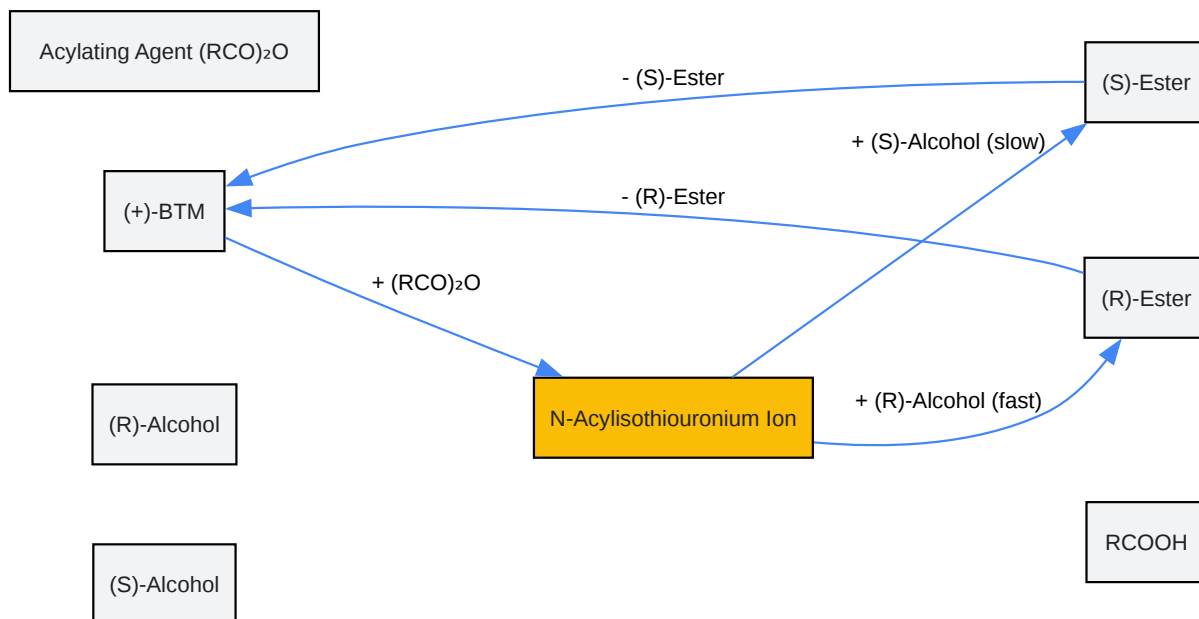 Acylating Agent (RCO)₂O
- (S)-Ester
(S)-Ester
+ (S)-Alcohol (slow)
(+)-BTM
- (R)-Ester
+ (RCO)₂O
(R)-Ester
N-Acylisothiouronium Ion
+ (R)-Alcohol (fast)
(R)-Alcohol
RCOOH
(S)-Alcohol